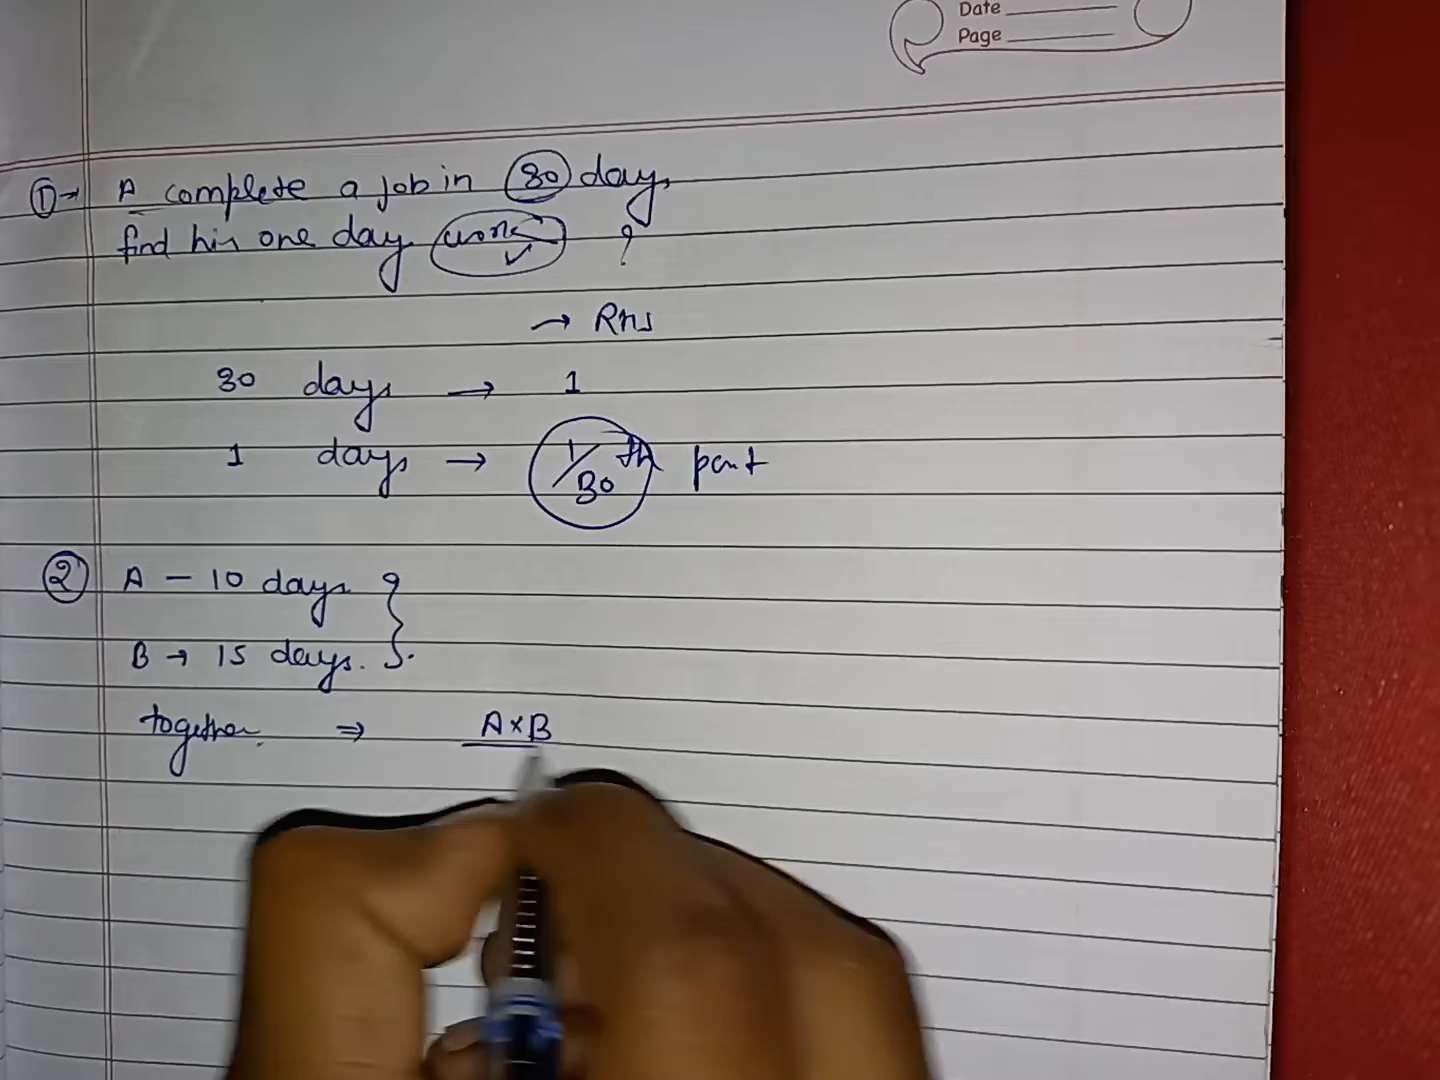 Date
Page
①→ A complete a job in 30 days,
find his one day work ?
→ Ans
30 days → 1
1 days → 1/30 th part
② A – 10 days }
B → 15 days.
together. ⇒ A×B